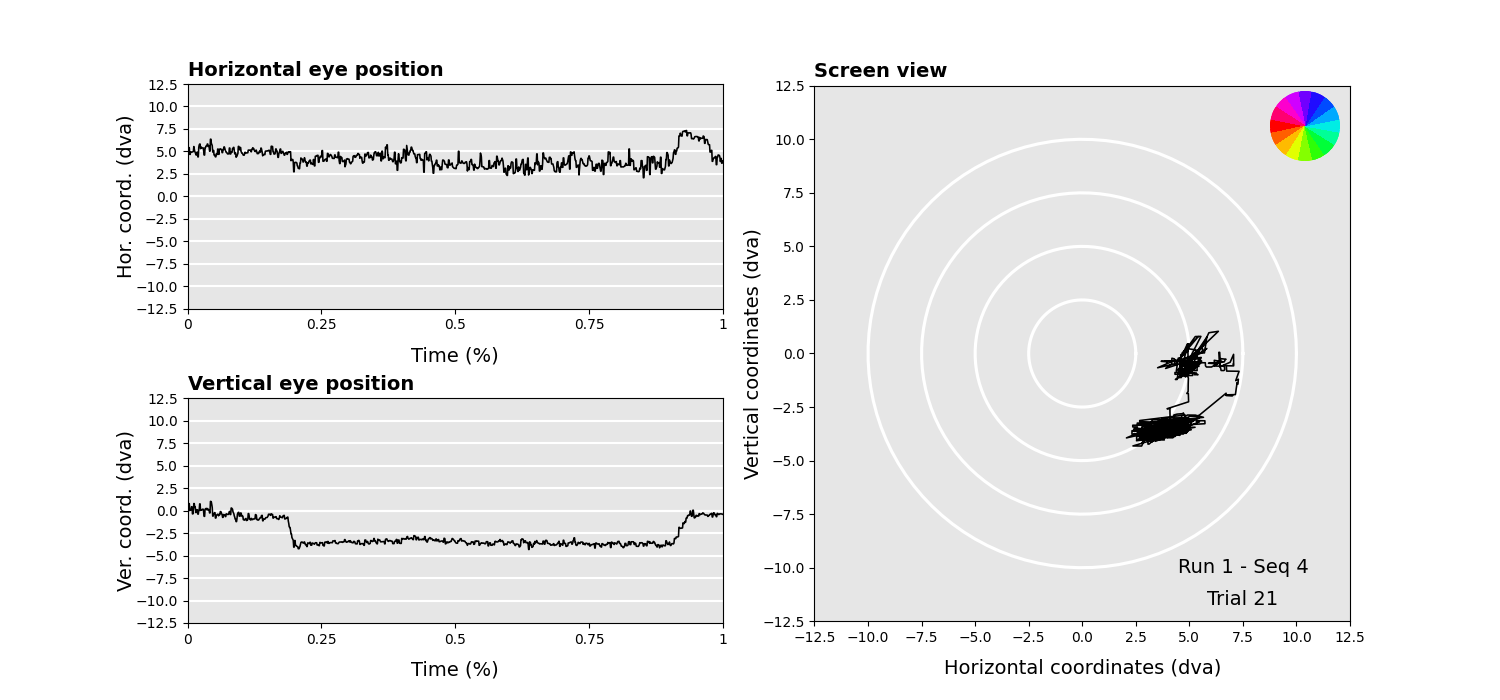 Horizontal eye position
12.5
10.0
7.5
5.0
2.5
0.0
−2.5
−5.0
−7.5
−10.0
−12.5
Hor. coord. (dva)
0 0.25 0.5 0.75 1
Time (%)
Vertical eye position
12.5
10.0
7.5
5.0
2.5
0.0
−2.5
−5.0
−7.5
−10.0
−12.5
Ver. coord. (dva)
0 0.25 0.5 0.75 1
Time (%)
Screen view
12.5
10.0
7.5
5.0
2.5
0.0
−2.5
−5.0
−7.5
−10.0
−12.5
Vertical coordinates (dva)
Run 1 - Seq 4
Trial 21
−12.5 −10.0 −7.5 −5.0 −2.5 0.0 2.5 5.0 7.5 10.0 12.5
Horizontal coordinates (dva)